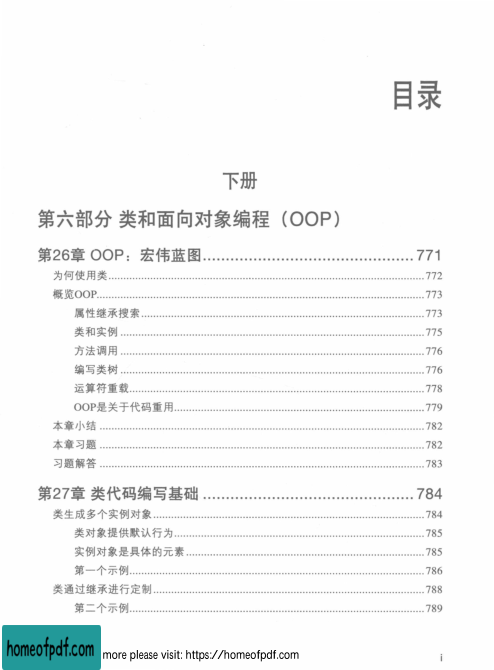 目录
下册
第六部分 类和面向对象编程（OOP）
第26章 OOP：宏伟蓝图................................................771
为何使用类................................................772
概览OOP................................................773
属性继承搜索................................................773
类和实例................................................775
方法调用................................................776
编写类树................................................776
运算符重载................................................778
OOP是关于代码重用................................................779
本章小结................................................782
本章习题................................................782
习题解答................................................783
第27章 类代码编写基础................................................784
类生成多个实例对象................................................784
类对象提供默认行为................................................785
实例对象是具体的元素................................................785
第一个示例................................................786
类通过继承进行定制................................................788
第二个示例................................................789
homeofpdf.com more please visit: https://homeofpdf.com
i